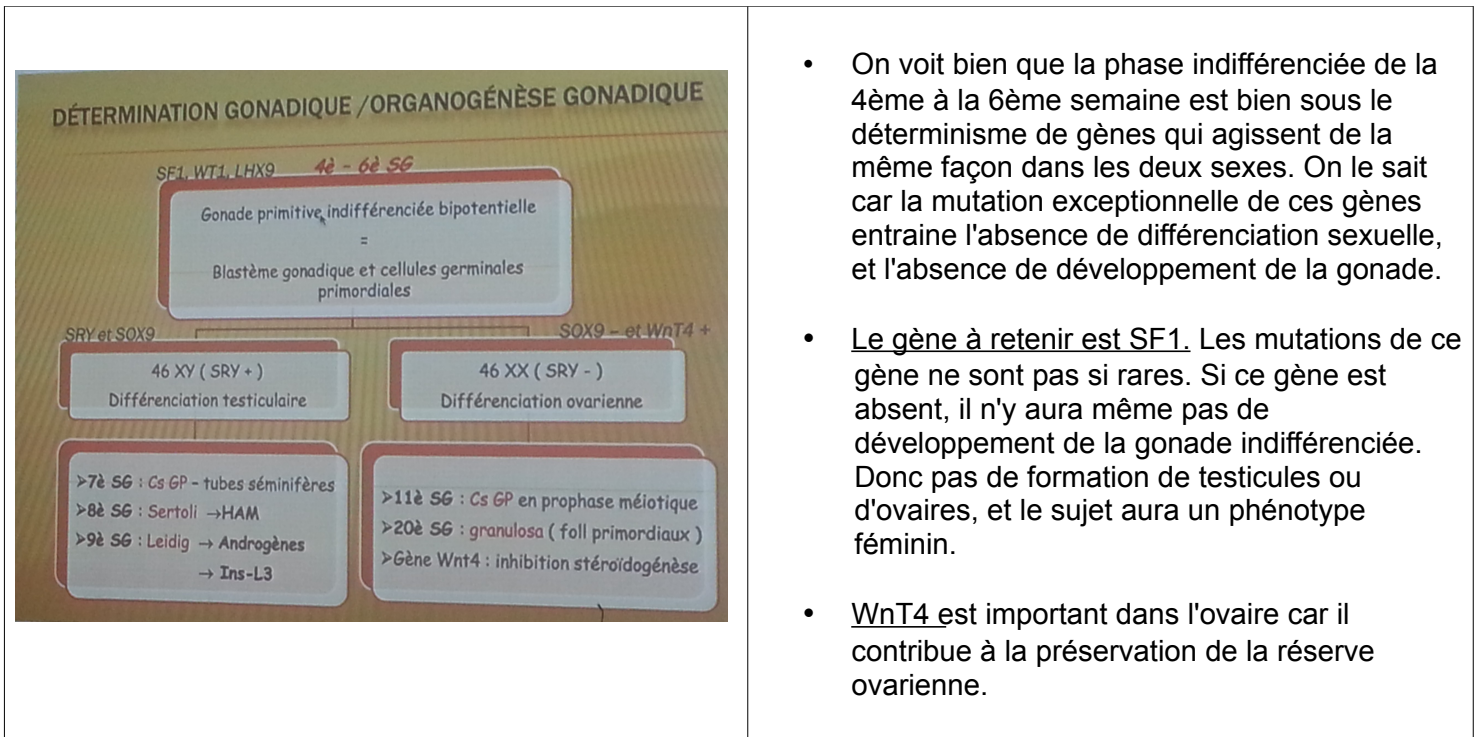 DÉTERMINATION GONADIQUE /ORGANOGÉNÈSE GONADIQUE
SF1, WT1, LHX9 4è - 6è SG
Gonade primitive indifférenciée bipotentielle
=
Blastème gonadique et cellules germinales
primordiales
SRY et SOX9
SOX9 – et WnT4 +
46 XY ( SRY + )
Différenciation testiculaire
46 XX ( SRY - )
Différenciation ovarienne
➢7è SG : Cs GP – tubes séminifères
➢8è SG : Sertoli →HAM
➢9è SG : Leidig → Androgènes
→ Ins-L3
➢11è SG : Cs GP en prophase méiotique
➢20è SG : granulosa ( foll primordiaux )
➢Gène Wnt4 : inhibition stéroïdogénèse
• On voit bien que la phase indifférenciée de la
4ème à la 6ème semaine est bien sous le
déterminisme de gènes qui agissent de la
même façon dans les deux sexes. On le sait
car la mutation exceptionnelle de ces gènes
entraine l'absence de différenciation sexuelle,
et l'absence de développement de la gonade.
• Le gène à retenir est SF1. Les mutations de ce
gène ne sont pas si rares. Si ce gène est
absent, il n'y aura même pas de
développement de la gonade indifférenciée.
Donc pas de formation de testicules ou
d'ovaires, et le sujet aura un phénotype
féminin.
• WnT4 est important dans l'ovaire car il
contribue à la préservation de la réserve
ovarienne.